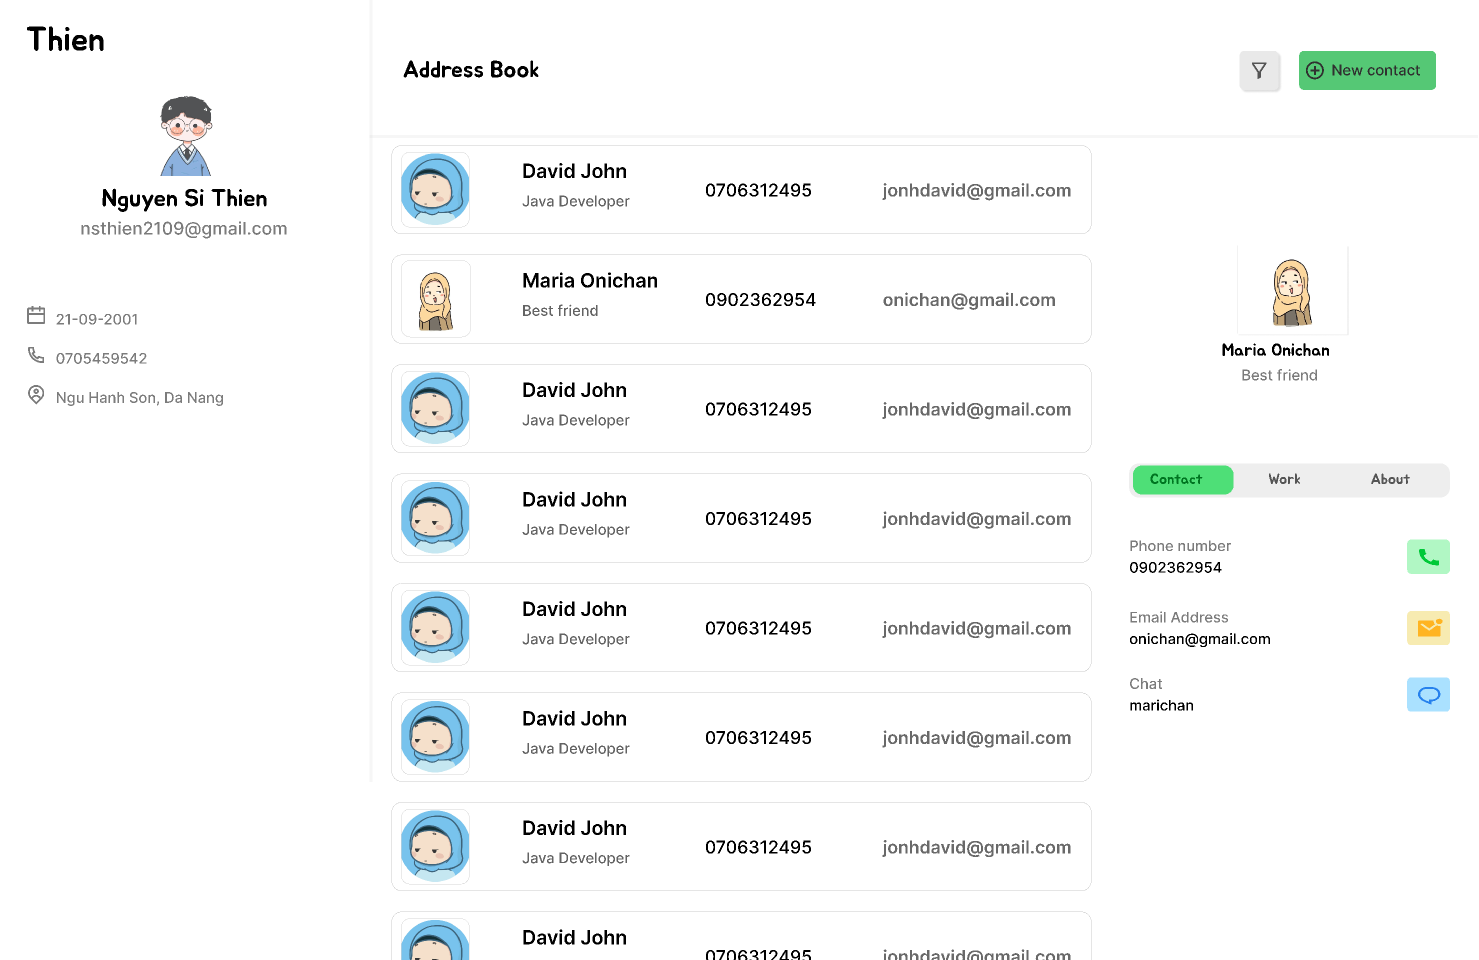 Thien
Nguyen Si Thien
nsthien2109@gmail.com
21-09-2001
0705459542
Ngu Hanh Son, Da Nang
Address Book
New contact
David John
Java Developer
0706312495
jonhdavid@gmail.com
Maria Onichan
Best friend
0902362954
onichan@gmail.com
David John
Java Developer
0706312495
jonhdavid@gmail.com
David John
Java Developer
0706312495
jonhdavid@gmail.com
David John
Java Developer
0706312495
jonhdavid@gmail.com
David John
Java Developer
0706312495
jonhdavid@gmail.com
David John
Java Developer
0706312495
jonhdavid@gmail.com
David John
0706312495
jonhdavid@gmail.com
Maria Onichan
Best friend
Contact Work About
Phone number
0902362954
Email Address
onichan@gmail.com
Chat
marichan